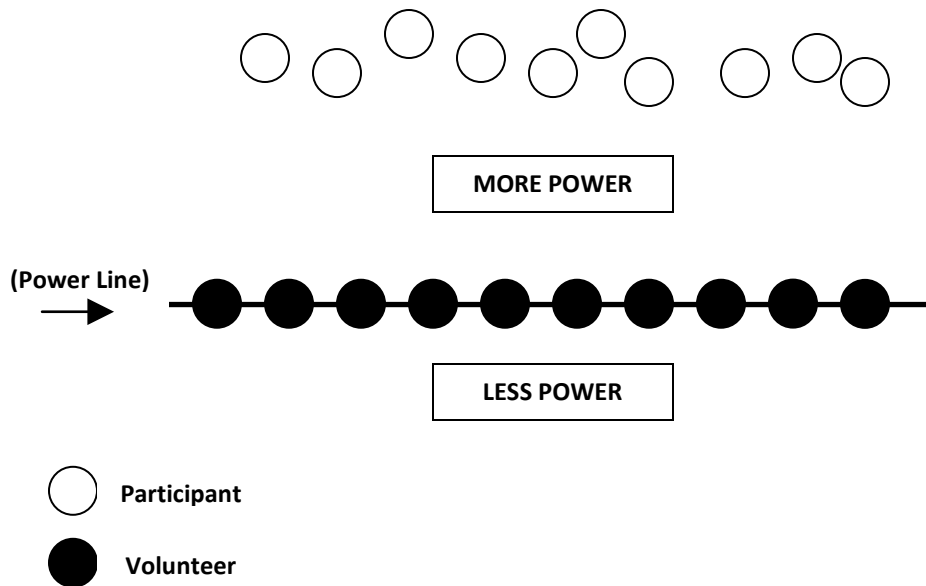 MORE POWER
(Power Line)
LESS POWER
Participant
Volunteer